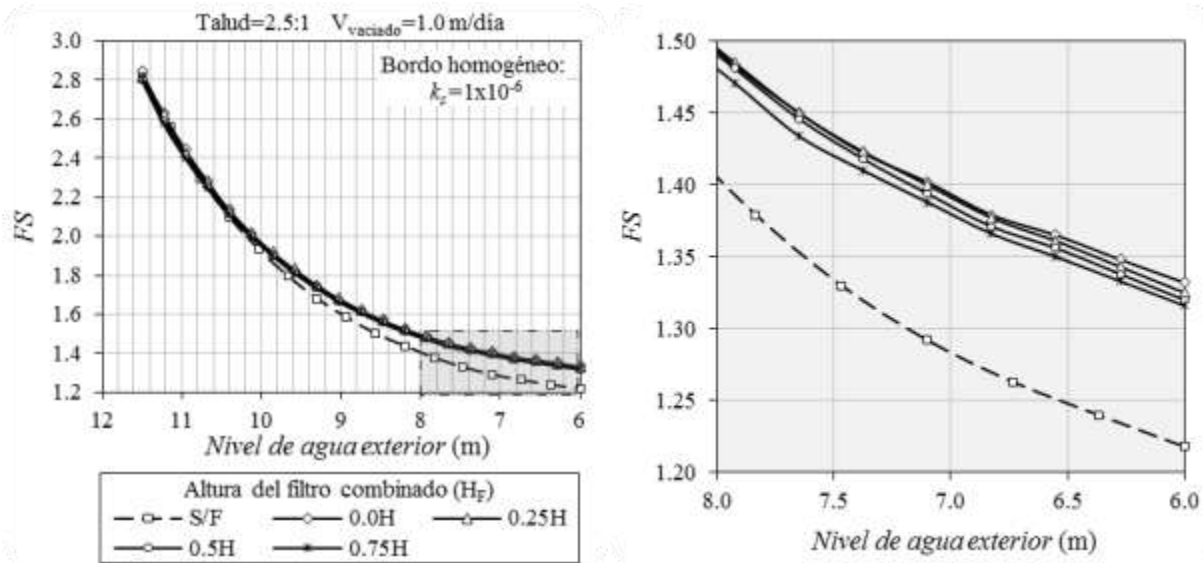 Talud=2.5:1 V_vaciado=1.0 m/día
Bordo homogéneo:
k_s=1x10^-6
FS
3.0
2.8
2.6
2.4
2.2
2.0
1.8
1.6
1.4
1.2
12 11 10 9 8 7 6
Nivel de agua exterior (m)
Altura del filtro combinado (H_F)
S/F 0.0H 0.25H
0.5H 0.75H
FS
1.50
1.45
1.40
1.35
1.30
1.25
1.20
8.0 7.5 7.0 6.5 6.0
Nivel de agua exterior (m)